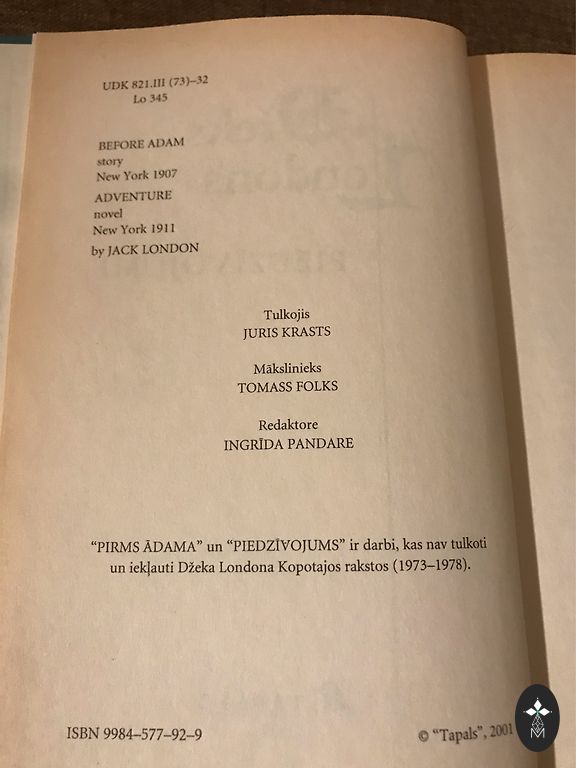 UDK 821.III (73)–32
Lo 345
BEFORE ADAM
story
New York 1907
ADVENTURE
novel
New York 1911
by JACK LONDON
Tulkojis
JURIS KRASTS
Mākslinieks
TOMASS FOLKS
Redaktore
INGRĪDA PANDARE
“PIRMS ĀDAMA” un “PIEDZĪVOJUMS” ir darbi, kas nav tulkoti
un iekļauti Džeka Londona Kopotajos rakstos (1973–1978).
ISBN 9984–577–92–9
© “Tapals”, 2001
M